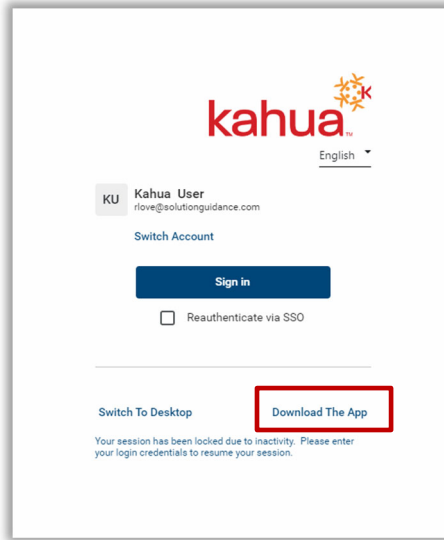 kahua™
English
KU
Kahua User
rlove@solutionguidance.com
Switch Account
Sign in
Reauthenticate via SSO
Switch To Desktop
Download The App
Your session has been locked due to inactivity. Please enter
your login credentials to resume your session.